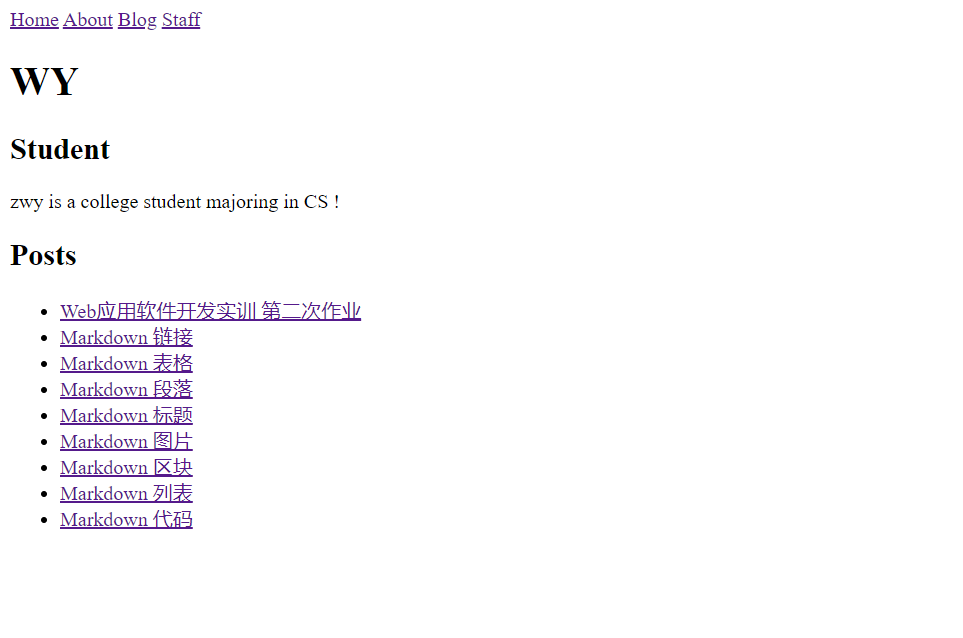 Home About Blog Staff
WY
Student
zwy is a college student majoring in CS !
Posts
Web应用软件开发实训 第二次作业
Markdown 链接
Markdown 表格
Markdown 段落
Markdown 标题
Markdown 图片
Markdown 区块
Markdown 列表
Markdown 代码